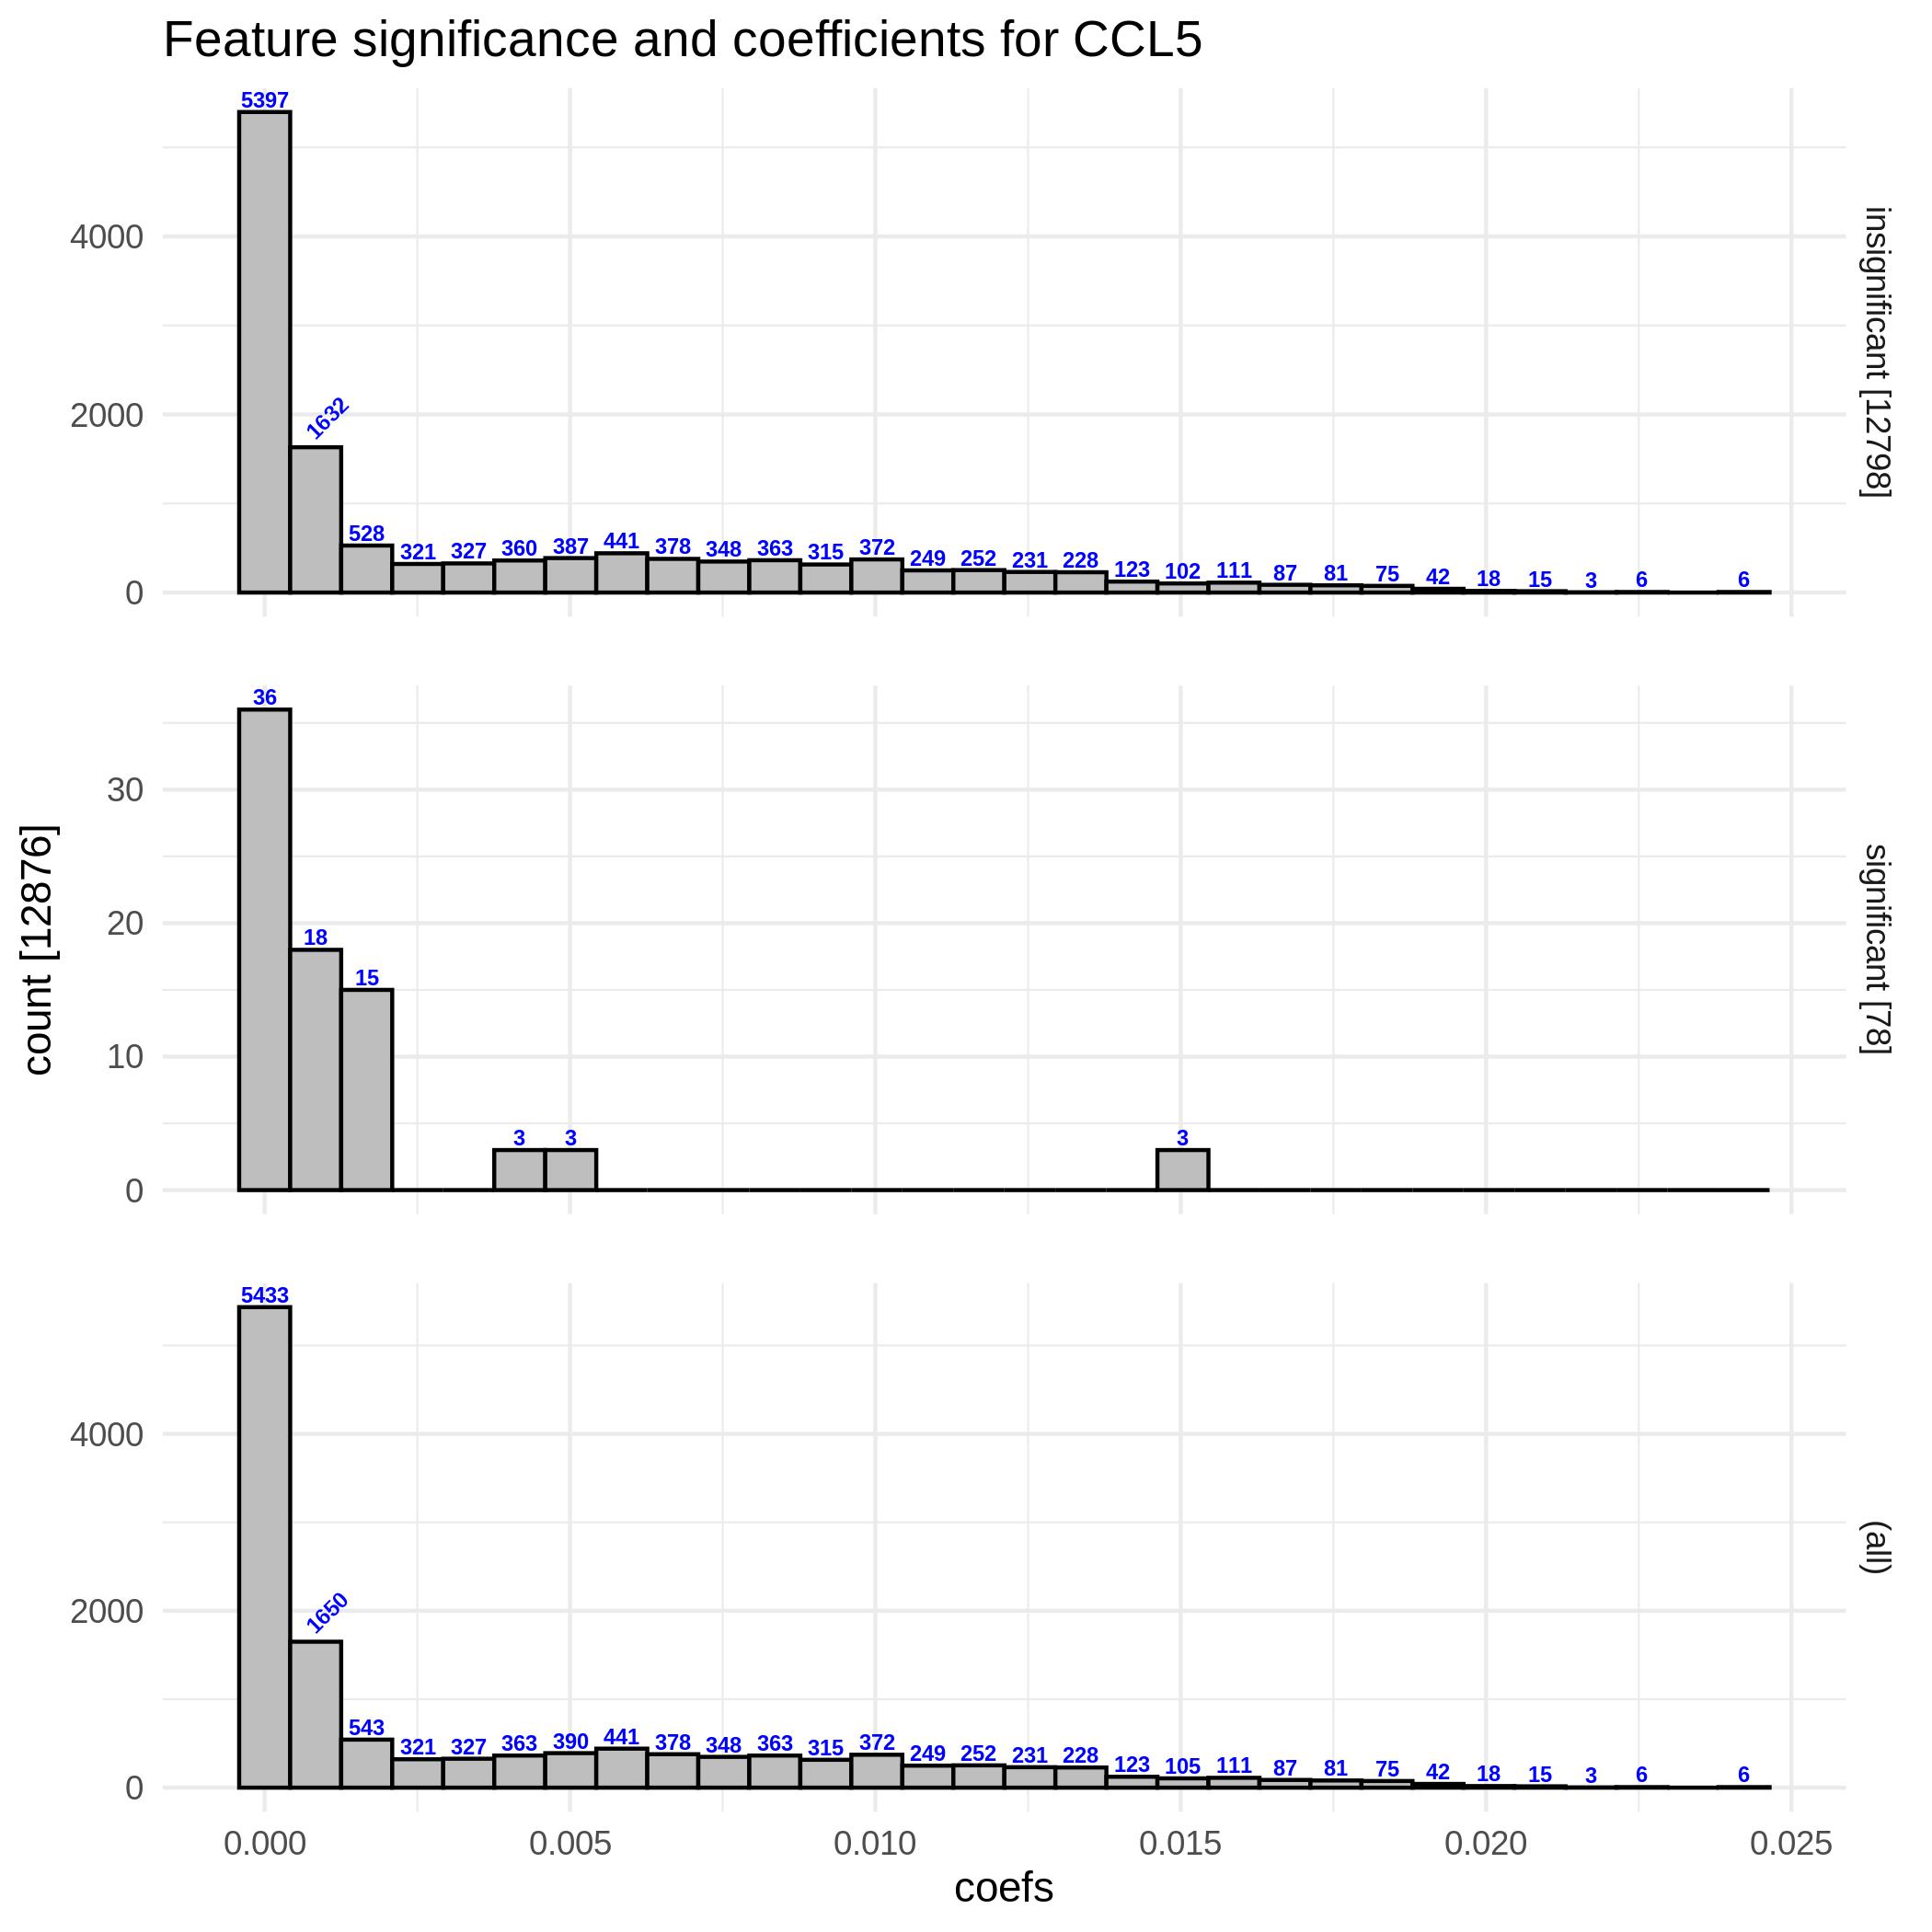 Feature significance and coefficients for CCL5
5397
1632
528 321 327 360 387 441 378 348 363 315 372 249 252 231 228 123 102 111 87 81 75 42 18 15 3 6 6
4000
2000
0
insignificant [12798]
36
18
15
3 3 3
30
20
10
0
significant [78]
count [12876]
5433
1650
543 321 327 363 390 441 378 348 363 315 372 249 252 231 228 123 105 111 87 81 75 42 18 15 3 6 6
4000
2000
0
(all)
0.000 0.005 0.010 0.015 0.020 0.025
coefs